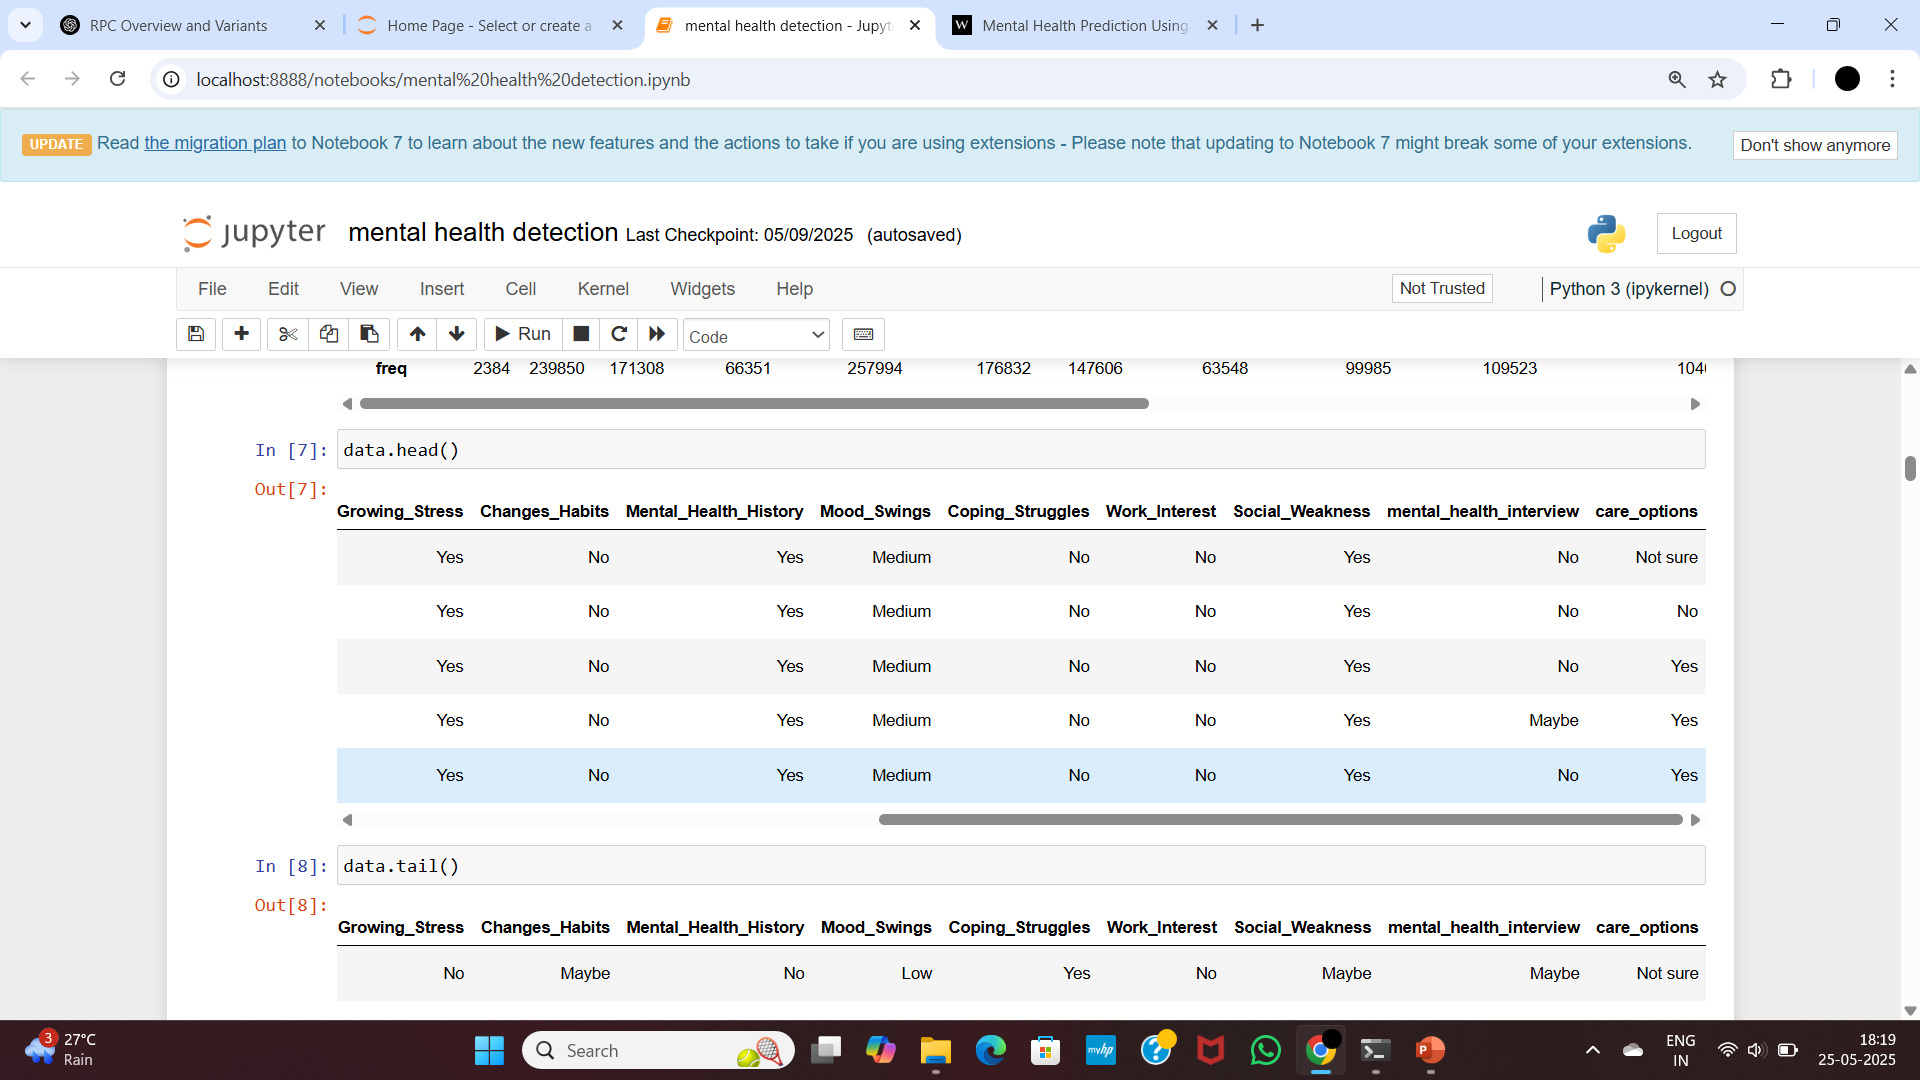 RPC Overview and Variants
Home Page - Select or create a
mental health detection - Jupyt
W Mental Health Prediction Using
localhost:8888/notebooks/mental%20health%20detection.ipynb
UPDATE Read the migration plan to Notebook 7 to learn about the new features and the actions to take if you are using extensions - Please note that updating to Notebook 7 might break some of your extensions. Don't show anymore
jupyter mental health detection Last Checkpoint: 05/09/2025 (autosaved) Logout
File Edit View Insert Cell Kernel Widgets Help Not Trusted Python 3 (ipykernel)
Run Code
freq 2384 239850 171308 66351 257994 176832 147606 63548 99985 109523 104
In [7]: data.head()
Out[7]:
Growing_Stress Changes_Habits Mental_Health_History Mood_Swings Coping_Struggles Work_Interest Social_Weakness mental_health_interview care_options
Yes No Yes Medium No No Yes No Not sure
Yes No Yes Medium No No Yes No No
Yes No Yes Medium No No Yes No Yes
Yes No Yes Medium No No Yes Maybe Yes
Yes No Yes Medium No No Yes No Yes
In [8]: data.tail()
Out[8]:
Growing_Stress Changes_Habits Mental_Health_History Mood_Swings Coping_Struggles Work_Interest Social_Weakness mental_health_interview care_options
No Maybe No Low Yes No Maybe Maybe Not sure
3 27°C
Rain
Search
myhp
P
ENG
IN
18:19
25-05-2025